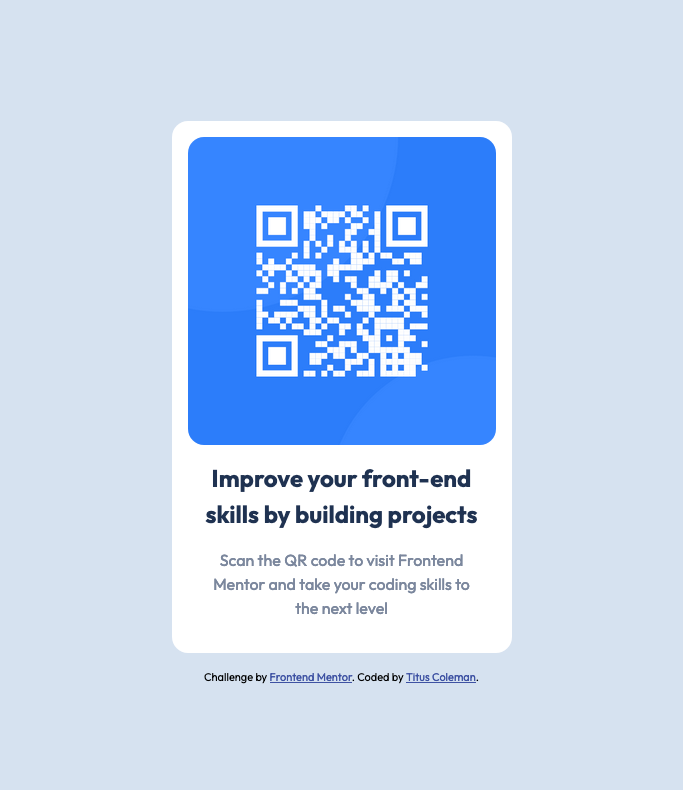 Improve your front-end
skills by building projects
Scan the QR code to visit Frontend
Mentor and take your coding skills to
the next level
Challenge by Frontend Mentor. Coded by Titus Coleman.